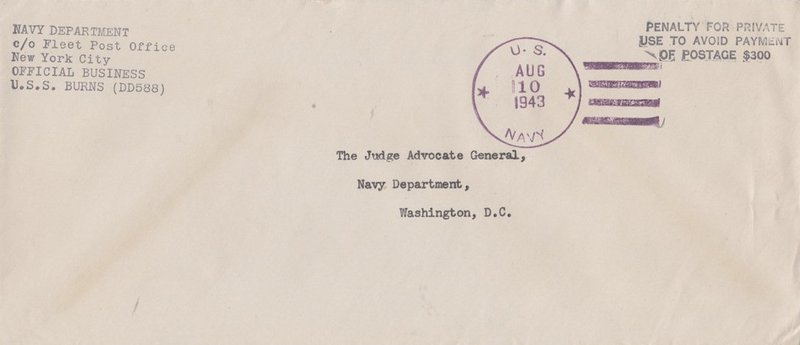 NAVY DEPARTMENT
c/o Fleet Post Office
New York City
OFFICIAL BUSINESS
U.S.S. BURNS (DD588)
U. S.
AUG
10
1943
NAVY
PENALTY FOR PRIVATE
USE TO AVOID PAYMENT
OF POSTAGE $300
The Judge Advocate General,
Navy Department,
Washington, D.C.